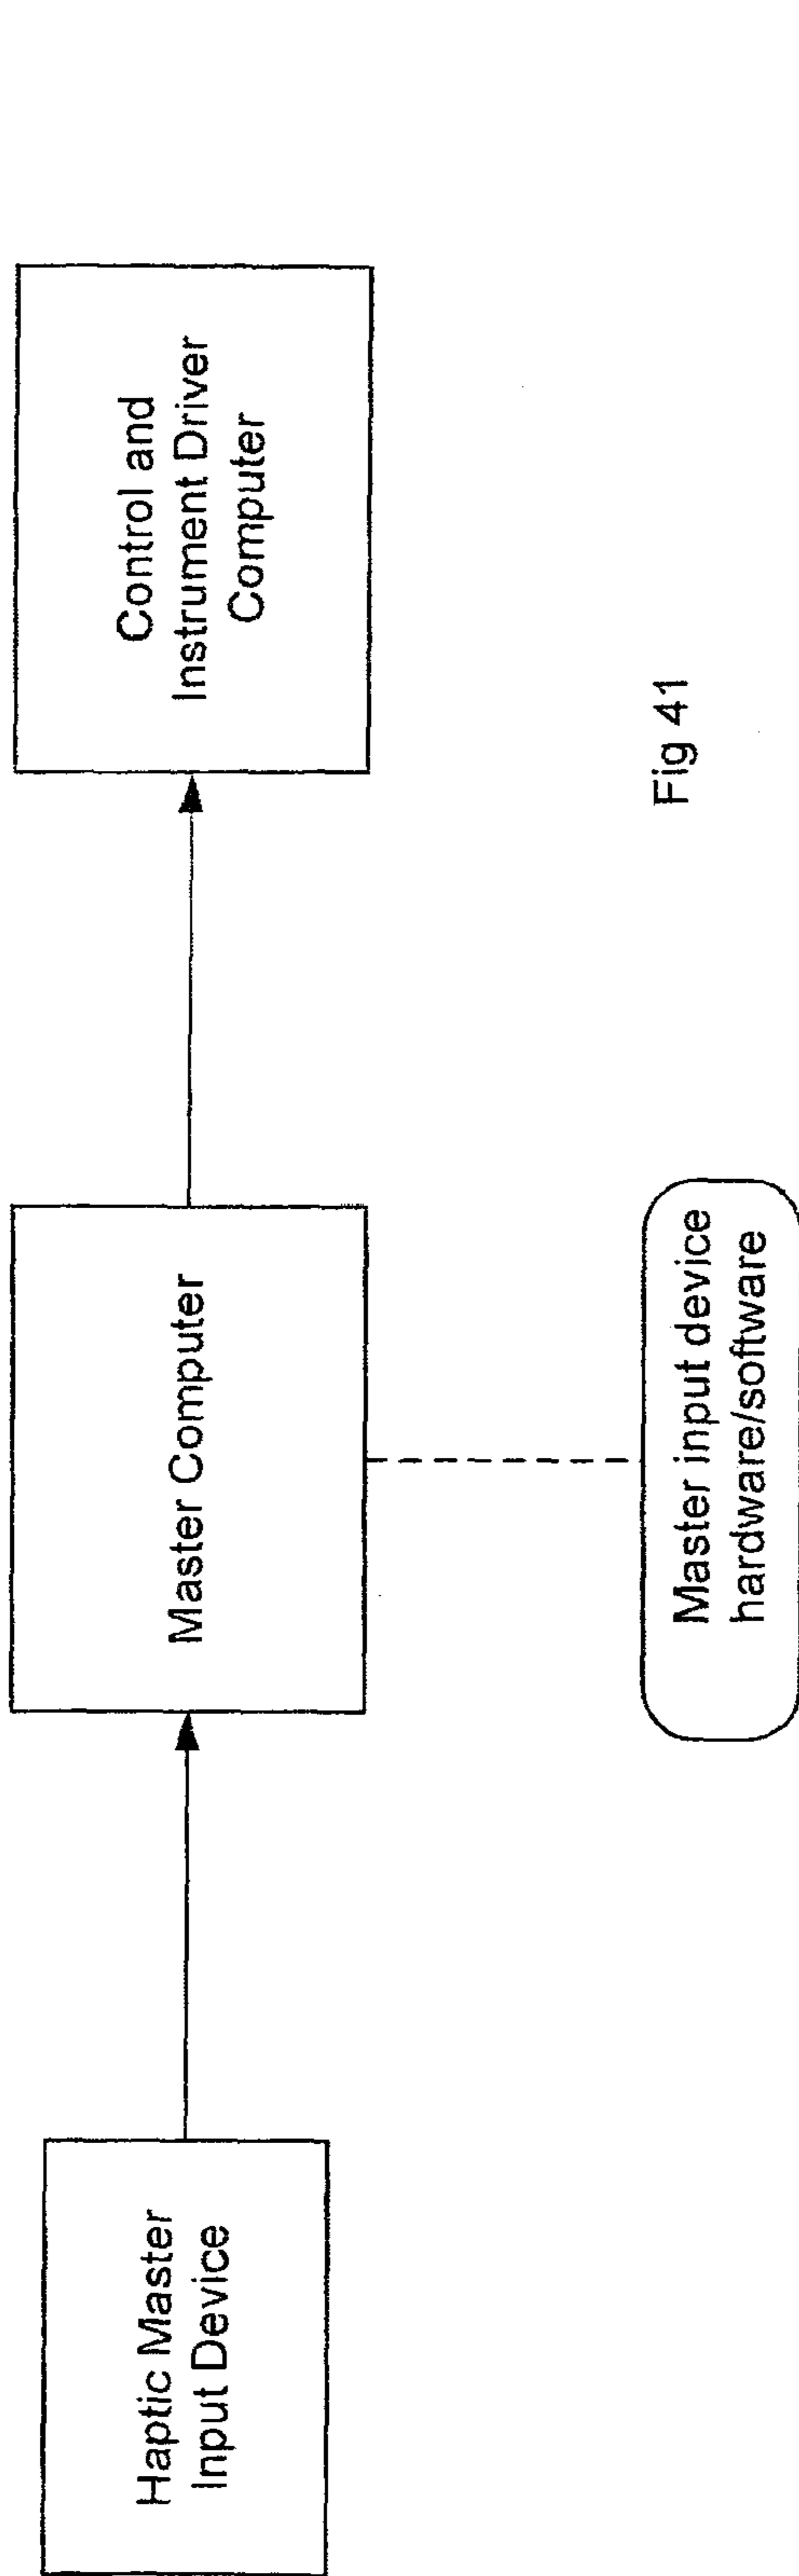 Haptic Master
Input Device
Master Computer
Control and
Instrument Driver
Computer
Master input device
hardware/software
Fig 41